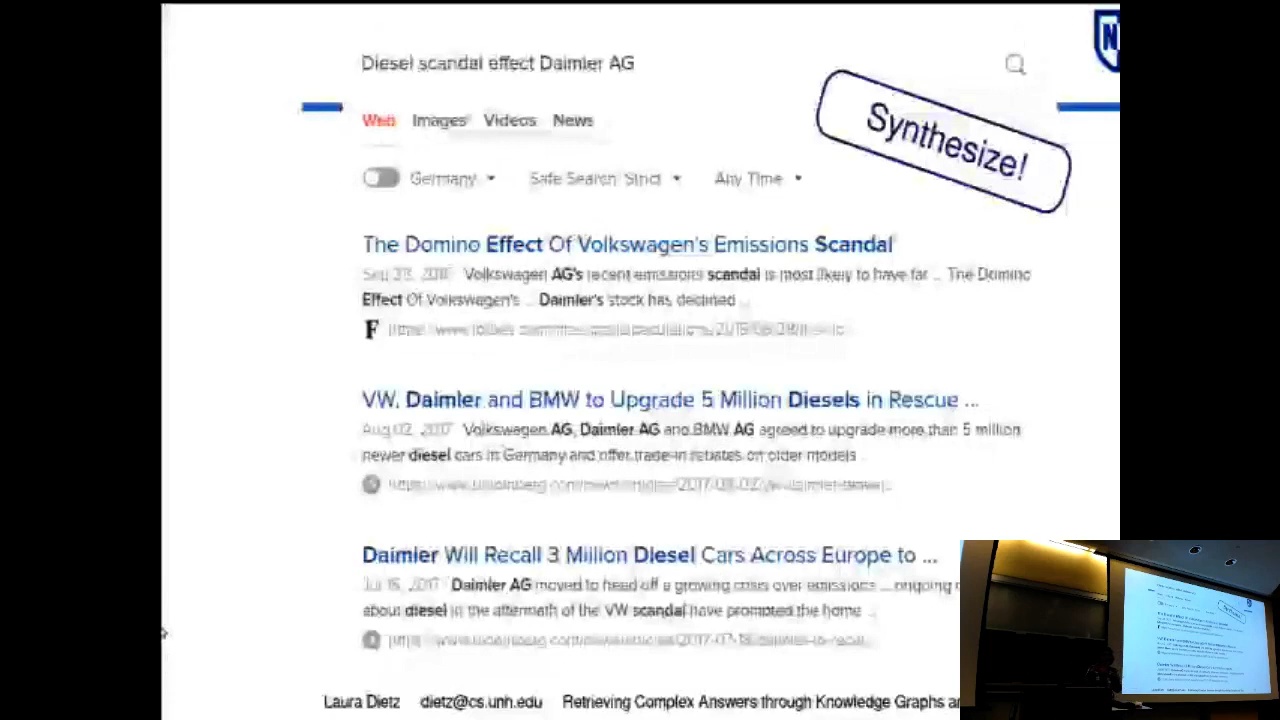 Diesel scandal effect Daimler AG
N
Synthesize!
Web Images Videos News
Germany Safe Search: Strict Any Time
The Domino Effect Of Volkswagen's Emissions Scandal
Volkswagen AG's recent emissions scandal is most likely to have far ... The Domino
Effect Of Volkswagen's ... Daimler's stock has declined ...
F
VW, Daimler and BMW to Upgrade 5 Million Diesels in Rescue ...
Aug 02, 2017 Volkswagen AG, Daimler AG and BMW AG agreed to upgrade more than 5 million
newer diesel cars in Germany and offer trade-in rebates on older models
Daimler Will Recall 3 Million Diesel Cars Across Europe to ...
Daimler AG moved to head off a growing crisis over emissions ... ongoing
about diesel in the aftermath of the VW scandal have prompted the home ...
Laura Dietz dietz@cs.unh.edu Retrieving Complex Answers through Knowledge Graphs